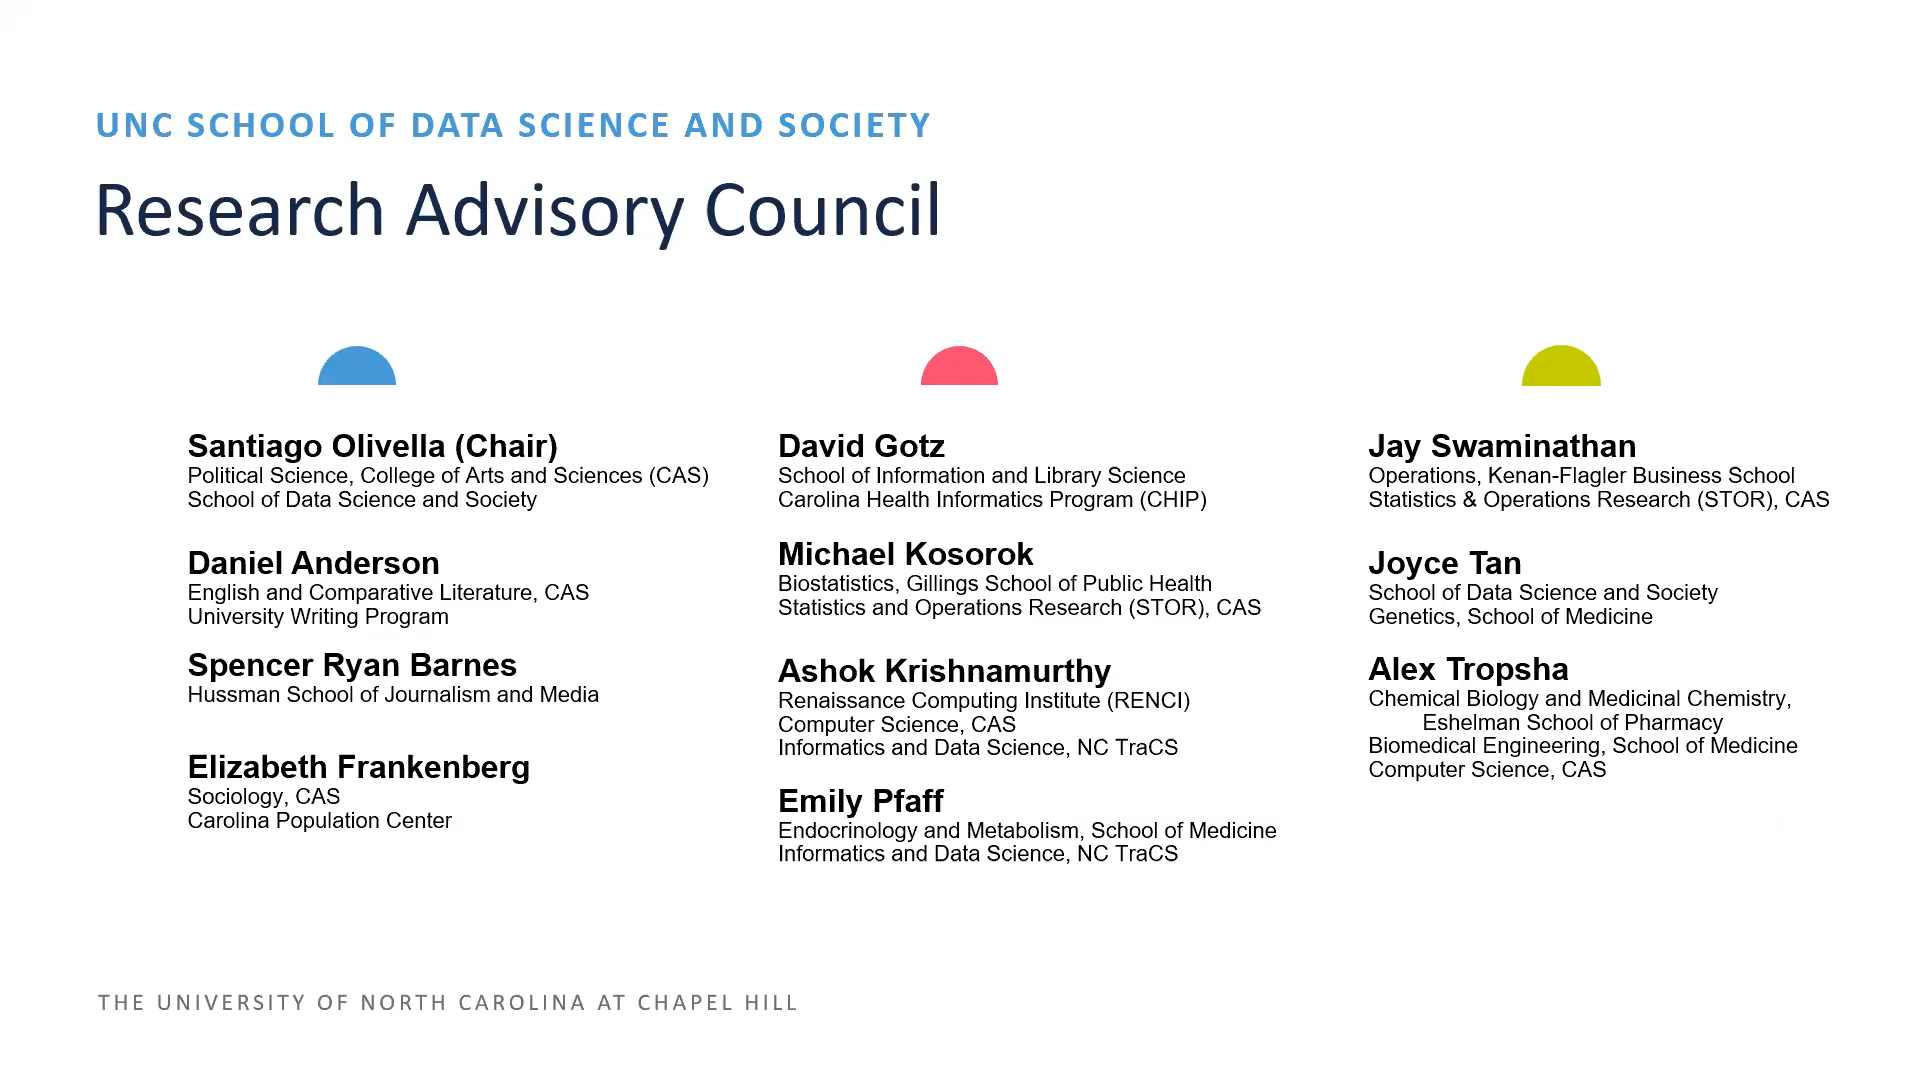 UNC SCHOOL OF DATA SCIENCE AND SOCIETY
Research Advisory Council
Santiago Olivella (Chair)
Political Science, College of Arts and Sciences (CAS)
School of Data Science and Society
Daniel Anderson
English and Comparative Literature, CAS
University Writing Program
Spencer Ryan Barnes
Hussman School of Journalism and Media
Elizabeth Frankenberg
Sociology, CAS
Carolina Population Center
David Gotz
School of Information and Library Science
Carolina Health Informatics Program (CHIP)
Michael Kosorok
Biostatistics, Gillings School of Public Health
Statistics and Operations Research (STOR), CAS
Ashok Krishnamurthy
Renaissance Computing Institute (RENCI)
Computer Science, CAS
Informatics and Data Science, NC TraCS
Emily Pfaff
Endocrinology and Metabolism, School of Medicine
Informatics and Data Science, NC TraCS
Jay Swaminathan
Operations, Kenan-Flagler Business School
Statistics & Operations Research (STOR), CAS
Joyce Tan
School of Data Science and Society
Genetics, School of Medicine
Alex Tropsha
Chemical Biology and Medicinal Chemistry,
Eshelman School of Pharmacy
Biomedical Engineering, School of Medicine
Computer Science, CAS
THE UNIVERSITY OF NORTH CAROLINA AT CHAPEL HILL